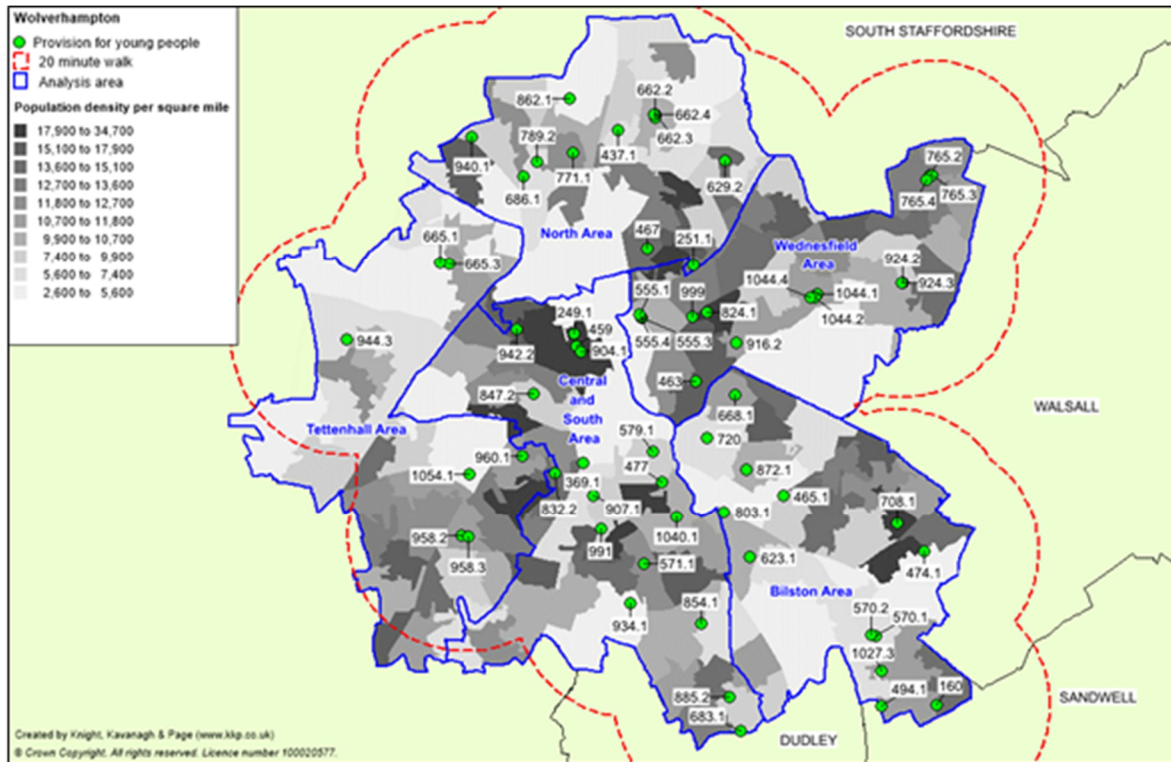 Wolverhampton
Provision for young people
20 minute walk
Analysis area
Population density per square mile
17,900 to 34,700
15,100 to 17,900
13,600 to 15,100
12,700 to 13,600
11,800 to 12,700
10,700 to 11,800
9,900 to 10,700
7,400 to 9,900
5,600 to 7,400
2,600 to 5,600
SOUTH STAFFORDSHIRE
862.1
662.2
662.4
662.3
789.2
437.1
940.1
771.1
686.1
629.2
765.2
765.4
765.3
North Area
467
251.1
Wednesfield
Area
665.1
665.3
924.2
924.3
1044.4
1044.1
1044.2
555.1
999
824.1
249.1
459
555.4
555.3
916.2
944.3
942.2
904.1
463
Central
and
South
Area
847.2
668.1
WALSALL
Tettenhall Area
579.1
720
960.1
477
872.1
1054.1
369.1
465.1
708.1
832.2
907.1
803.1
958.2
991
1040.1
958.3
571.1
623.1
474.1
Bilston Area
934.1
854.1
570.2
570.1
1027.3
885.2
494.1
160
683.1
SANDWELL
DUDLEY
Created by Knight, Kavanagh & Page (www.kkp.co.uk)
© Crown Copyright. All rights reserved. Licence number 100020577.